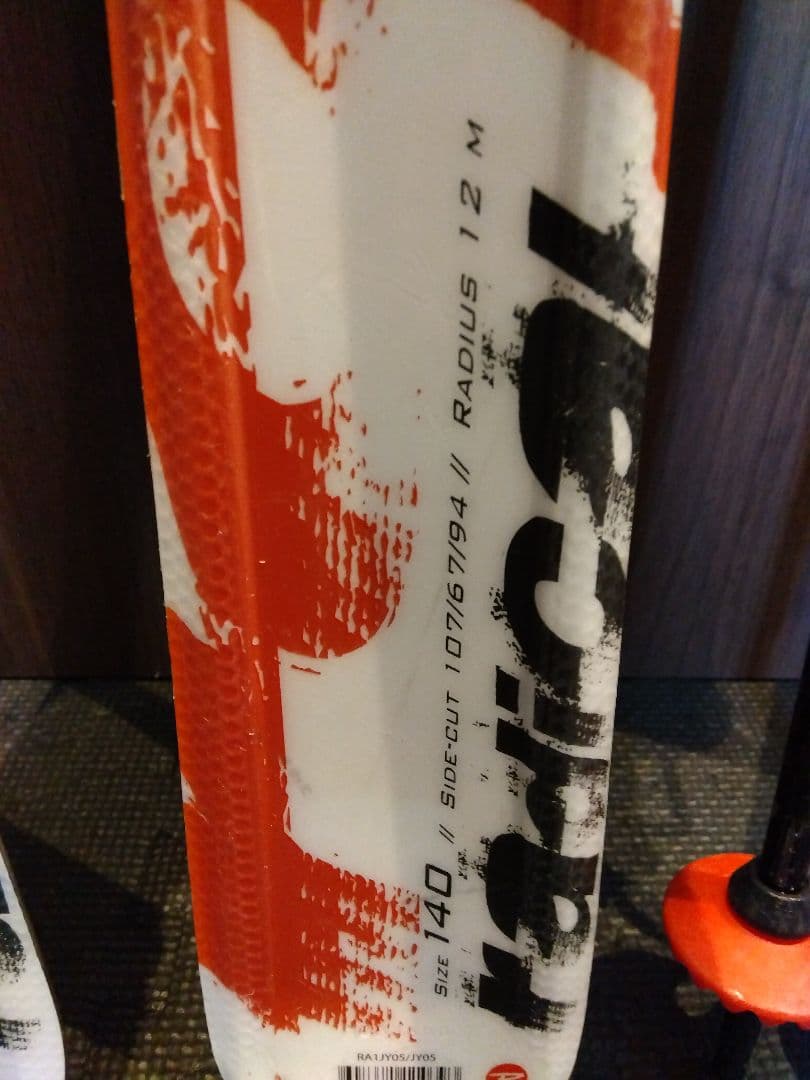 radical
SIZE 140 // SIDE-CUT 107/67/94 // RADIUS 12 M
RA1JY05/JY05